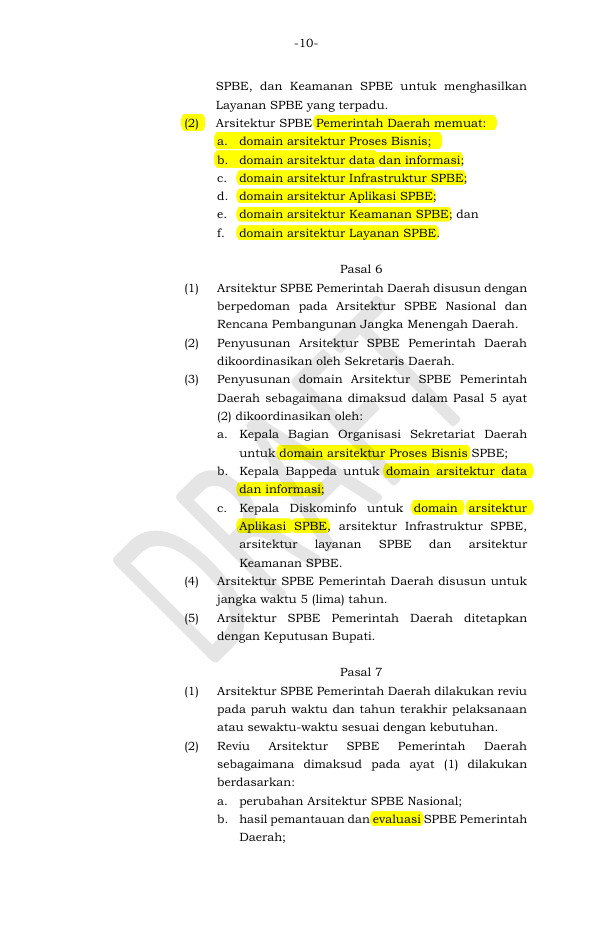 -10-
SPBE, dan Keamanan SPBE untuk menghasilkan
Layanan SPBE yang terpadu.
(2) Arsitektur SPBE Pemerintah Daerah memuat:
a. domain arsitektur Proses Bisnis;
b. domain arsitektur data dan informasi;
c. domain arsitektur Infrastruktur SPBE;
d. domain arsitektur Aplikasi SPBE;
e. domain arsitektur Keamanan SPBE; dan
f. domain arsitektur Layanan SPBE.
Pasal 6
(1) Arsitektur SPBE Pemerintah Daerah disusun dengan
berpedoman pada Arsitektur SPBE Nasional dan
Rencana Pembangunan Jangka Menengah Daerah.
(2) Penyusunan Arsitektur SPBE Pemerintah Daerah
dikoordinasikan oleh Sekretaris Daerah.
(3) Penyusunan domain Arsitektur SPBE Pemerintah
Daerah sebagaimana dimaksud dalam Pasal 5 ayat
(2) dikoordinasikan oleh:
a. Kepala Bagian Organisasi Sekretariat Daerah
untuk domain arsitektur Proses Bisnis SPBE;
b. Kepala Bappeda untuk domain arsitektur data
dan informasi;
c. Kepala Diskominfo untuk domain arsitektur
Aplikasi SPBE, arsitektur Infrastruktur SPBE,
arsitektur layanan SPBE dan arsitektur
Keamanan SPBE.
(4) Arsitektur SPBE Pemerintah Daerah disusun untuk
jangka waktu 5 (lima) tahun.
(5) Arsitektur SPBE Pemerintah Daerah ditetapkan
dengan Keputusan Bupati.
Pasal 7
(1) Arsitektur SPBE Pemerintah Daerah dilakukan reviu
pada paruh waktu dan tahun terakhir pelaksanaan
atau sewaktu-waktu sesuai dengan kebutuhan.
(2) Reviu Arsitektur SPBE Pemerintah Daerah
sebagaimana dimaksud pada ayat (1) dilakukan
berdasarkan:
a. perubahan Arsitektur SPBE Nasional;
b. hasil pemantauan dan evaluasi SPBE Pemerintah
Daerah;
DRAFT